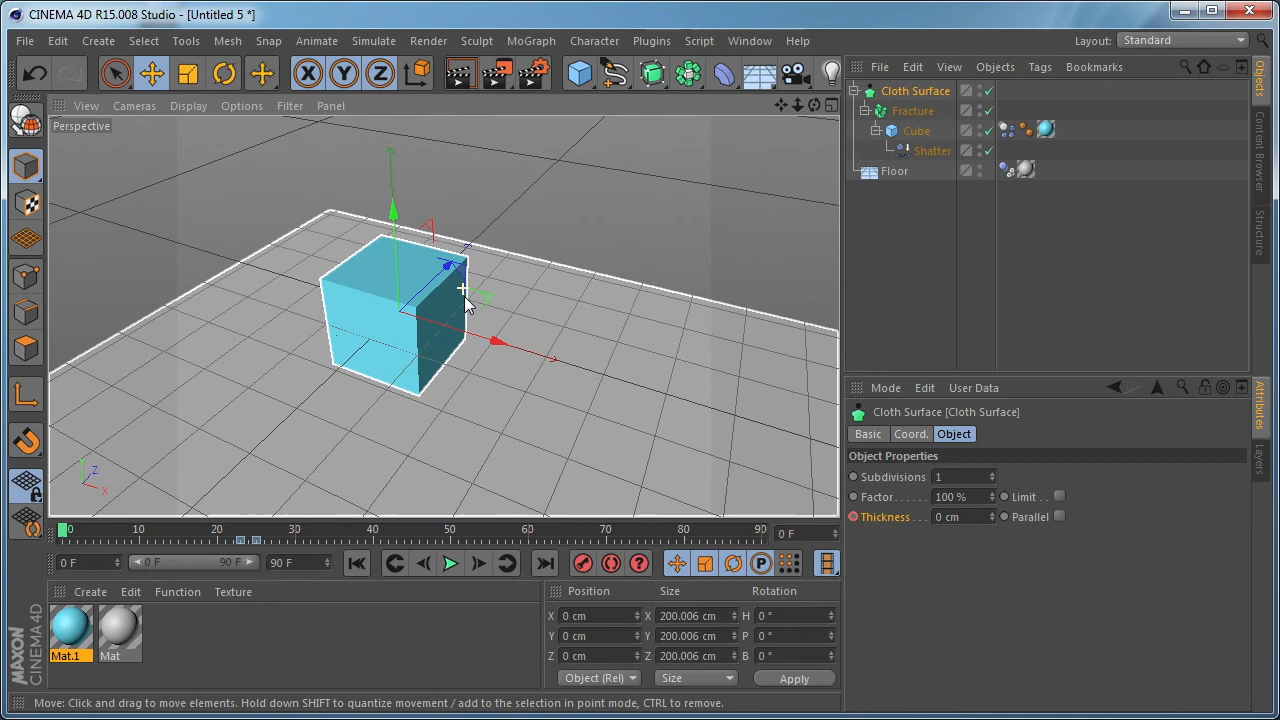 CINEMA 4D R15.008 Studio - [Untitled 5 *]
File Edit Create Select Tools Mesh Snap Animate Simulate Render Sculpt MoGraph Character Plugins Script Window Help Layout: Standard
X Y Z
File Edit View Objects Tags Bookmarks
View Cameras Display Options Filter Panel
Perspective
Cloth Surface
Fracture
Cube
Shatter
Floor
Objects
Content Browser
Structure
Mode Edit User Data
Cloth Surface [Cloth Surface]
Basic Coord. Object
Object Properties
Subdivisions 1
Factor...... 100 % Limit ..
Thickness ... 0 cm Parallel
Attributes
Layers
Y
Z
X
0 10 20 30 40 50 60 70 80 90 0 F
0 F 0 F 90 F 90 F
P
Create Edit Function Texture
Mat.1 Mat
Position Size Rotation
X 0 cm X 200.006 cm H 0 °
Y 0 cm Y 200.006 cm P 0 °
Z 0 cm Z 200.006 cm B 0 °
Object (Rel) Size Apply
MAXON
CINEMA 4D
Move: Click and drag to move elements. Hold down SHIFT to quantize movement / add to the selection in point mode, CTRL to remove.